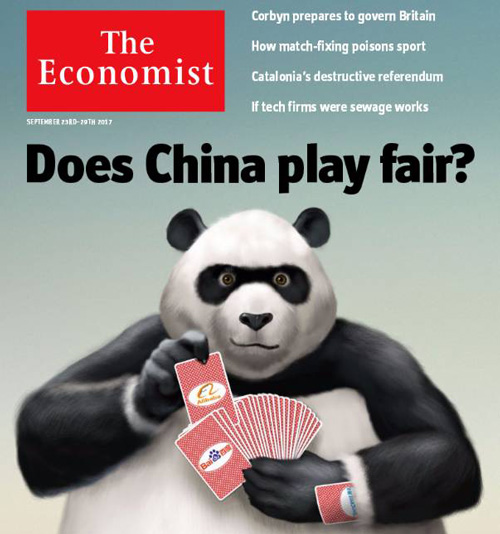 The
Economist
SEPTEMBER 23RD–29TH 2017
Corbyn prepares to govern Britain
How match-fixing poisons sport
Catalonia's destructive referendum
If tech firms were sewage works
Does China play fair?
Alibaba